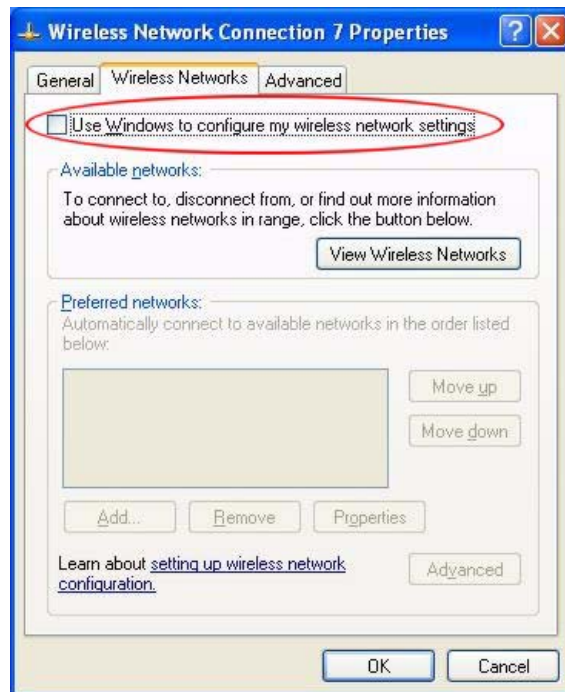 Wireless Network Connection 7 Properties
General Wireless Networks Advanced
Use Windows to configure my wireless network settings
Available networks:
To connect to, disconnect from, or find out more information
about wireless networks in range, click the button below.
View Wireless Networks
Preferred networks:
Automatically connect to available networks in the order listed
below:
Move up
Move down
Add... Remove Properties
Learn about setting up wireless network
configuration.
Advanced
OK Cancel